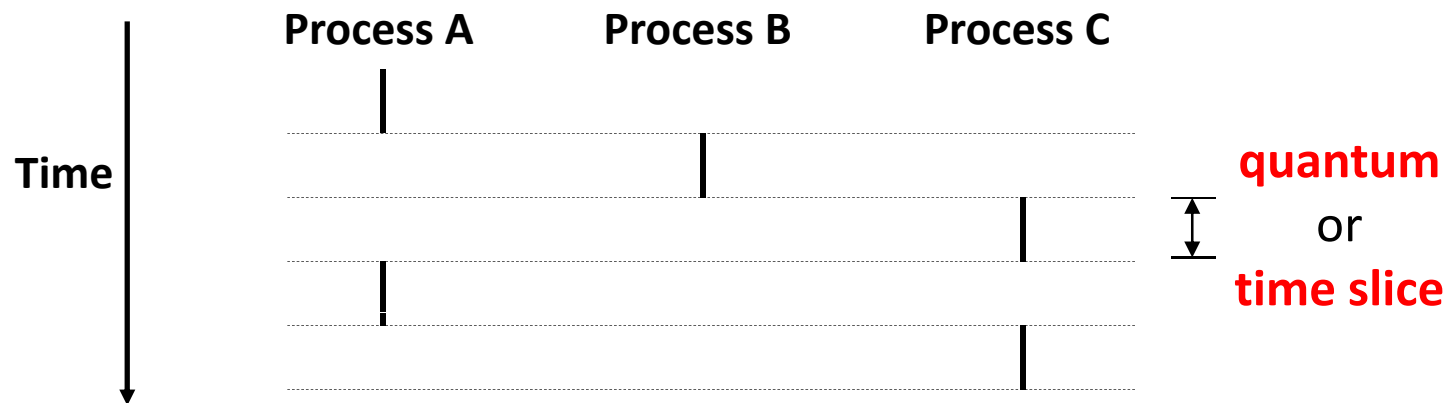 Process A
Process B
Process C
Time
quantum
or
time slice